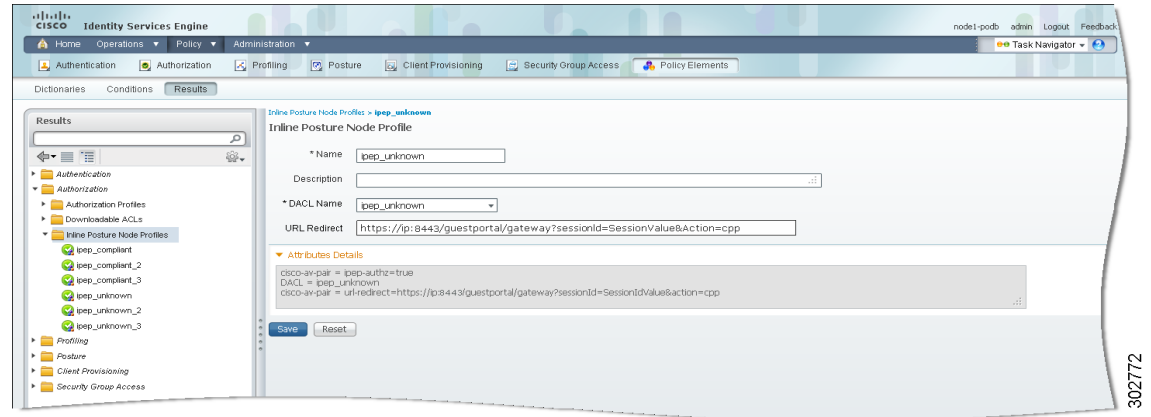 CISCO Identity Services Engine
node1-podb admin Logout Feedback
Home Operations Policy Administration
Task Navigator
Authentication Authorization Profiling Posture Client Provisioning Security Group Access Policy Elements
Dictionaries Conditions Results
Results
Authentication
Authorization
Authorization Profiles
Downloadable ACLs
Inline Posture Node Profiles
ipep_compliant
ipep_compliant_2
ipep_compliant_3
ipep_unknown
ipep_unknown_2
ipep_unknown_3
Profiling
Posture
Client Provisioning
Security Group Access
Inline Posture Node Profiles > ipep_unknown
Inline Posture Node Profile
* Name ipep_unknown
Description
* DACL Name ipep_unknown
URL Redirect https://ip:8443/guestportal/gateway?sessionId=SessionValue&Action=cpp
Attributes Details
cisco-av-pair = ipep-authz=true
DACL = ipep_unknown
cisco-av-pair = url-redirect=https://ip:8443/guestportal/gateway?sessionId=SessionIdValue&action=cpp
Save Reset
302772